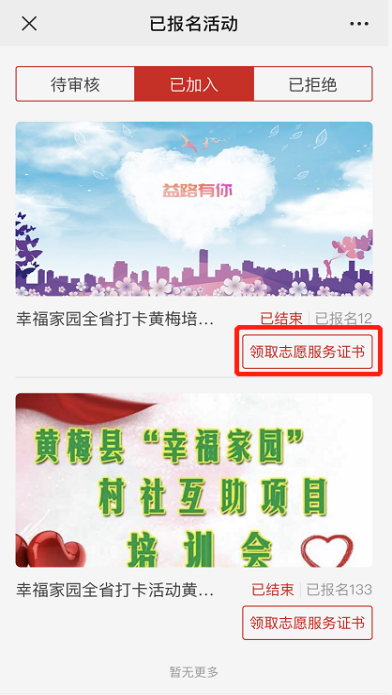 已报名活动
待审核
已加入
已拒绝
益路有你
幸福家园全省打卡黄梅培...
已结束 | 已报名12
领取志愿服务证书
黄梅县“幸福家园”
村社互助项目
培训会
幸福家园全省打卡活动黄...
已结束 | 已报名133
领取志愿服务证书
暂无更多